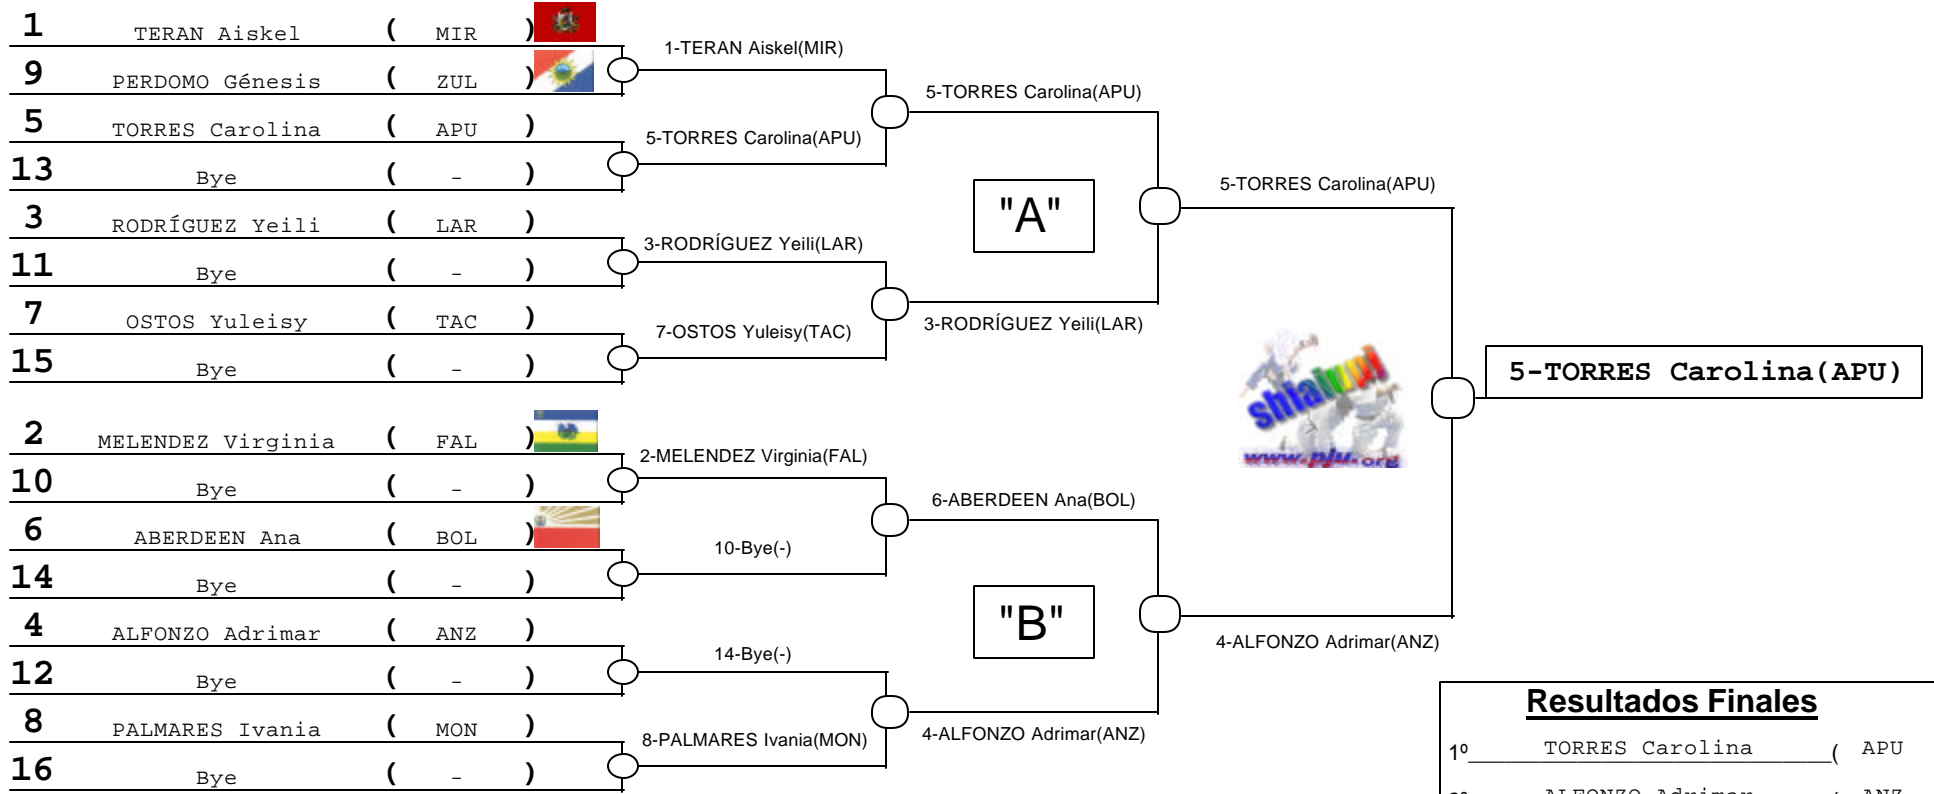 1 TERAN Aiskel ( MIR )
9 PERDOMO Génesis ( ZUL )
5 TORRES Carolina ( APU )
13 Bye ( - )
3 RODRÍGUEZ Yeili ( LAR )
11 Bye ( - )
7 OSTOS Yuleisy ( TAC )
15 Bye ( - )
2 MELENDEZ Virginia ( FAL )
10 Bye ( - )
6 ABERDEEN Ana ( BOL )
14 Bye ( - )
4 ALFONZO Adrimar ( ANZ )
12 Bye ( - )
8 PALMARES Ivania ( MON )
16 Bye ( - )
1-TERAN Aiskel(MIR)
5-TORRES Carolina(APU)
3-RODRÍGUEZ Yeili(LAR)
7-OSTOS Yuleisy(TAC)
2-MELENDEZ Virginia(FAL)
10-Bye(-)
14-Bye(-)
8-PALMARES Ivania(MON)
5-TORRES Carolina(APU)
"A"
3-RODRÍGUEZ Yeili(LAR)
6-ABERDEEN Ana(BOL)
"B"
4-ALFONZO Adrimar(ANZ)
5-TORRES Carolina(APU)
4-ALFONZO Adrimar(ANZ)
www.pju.org
5-TORRES Carolina(APU)
Resultados Finales
1º TORRES Carolina ( APU
ALFONZO Adrimar ( ANZ